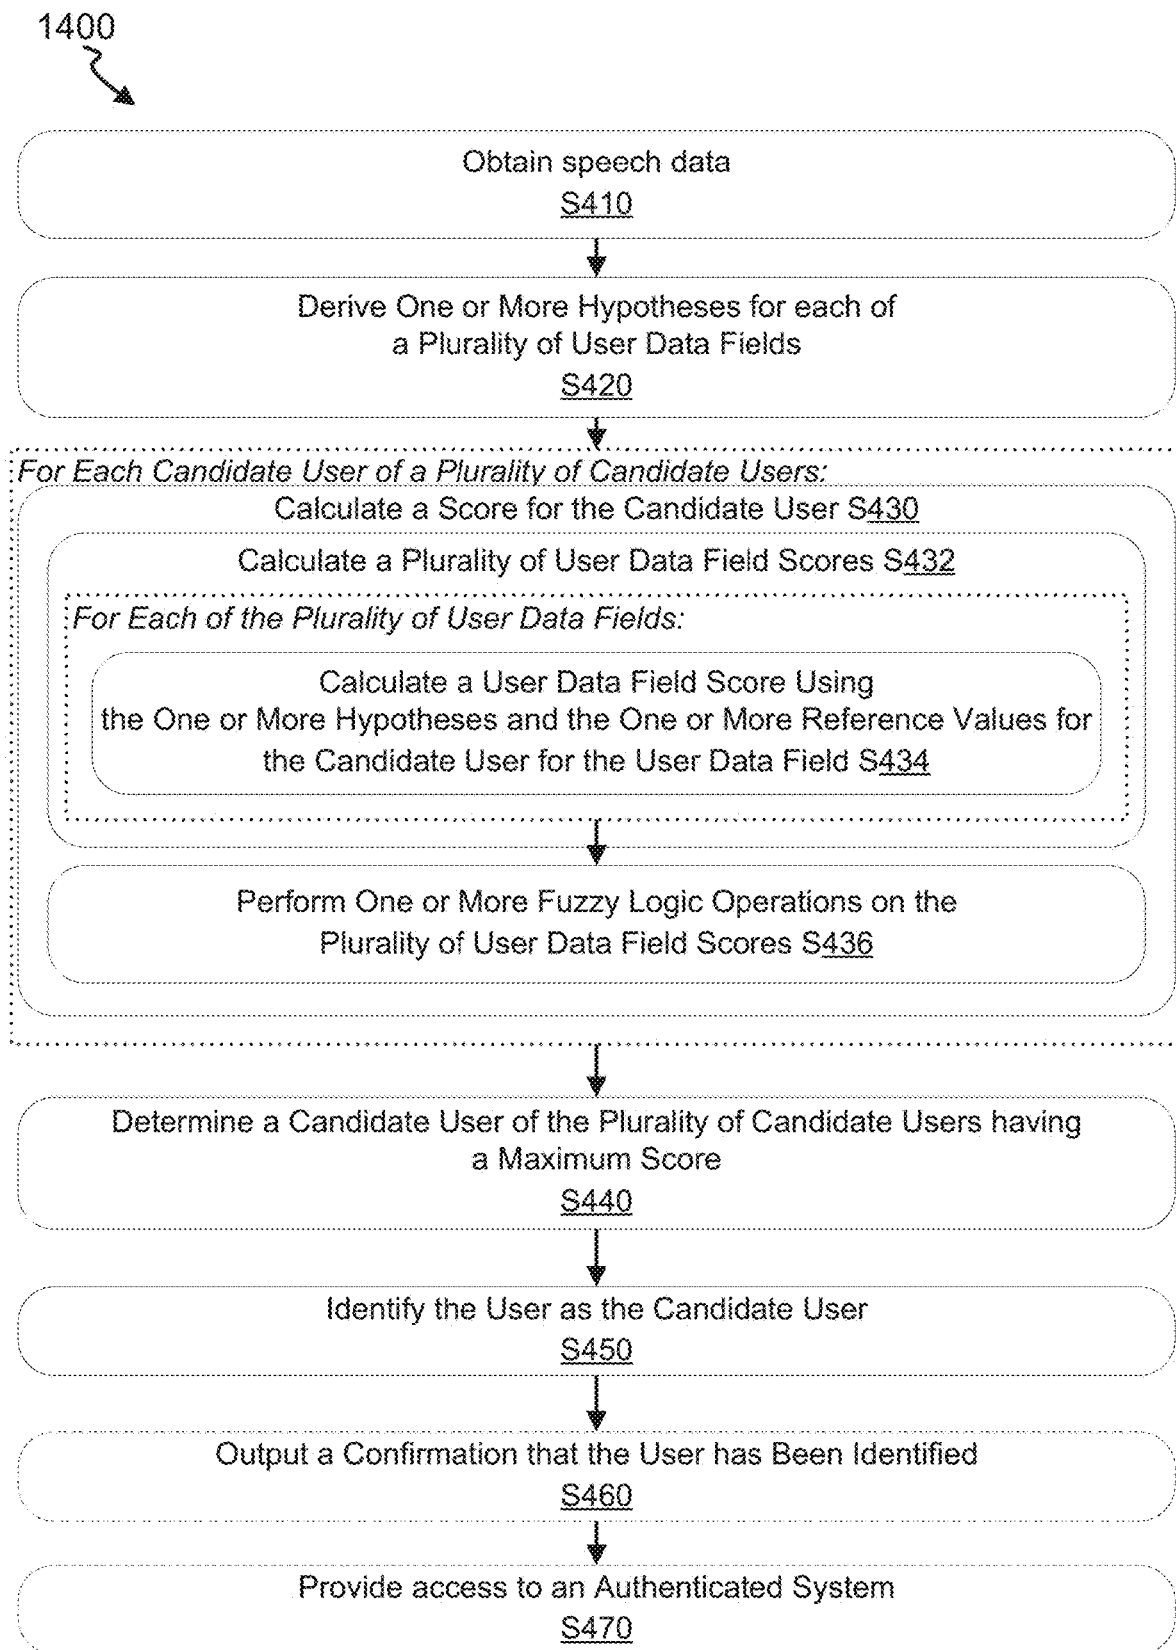 1400
Obtain speech data
S410
Derive One or More Hypotheses for each of
a Plurality of User Data Fields
S420
For Each Candidate User of a Plurality of Candidate Users:
Calculate a Score for the Candidate User S430
Calculate a Plurality of User Data Field Scores S432
For Each of the Plurality of User Data Fields:
Calculate a User Data Field Score Using
the One or More Hypotheses and the One or More Reference Values for
the Candidate User for the User Data Field S434
Perform One or More Fuzzy Logic Operations on the
Plurality of User Data Field Scores S436
Determine a Candidate User of the Plurality of Candidate Users having
a Maximum Score
S440
Identify the User as the Candidate User
S450
Output a Confirmation that the User has Been Identified
S460
Provide access to an Authenticated System
S470